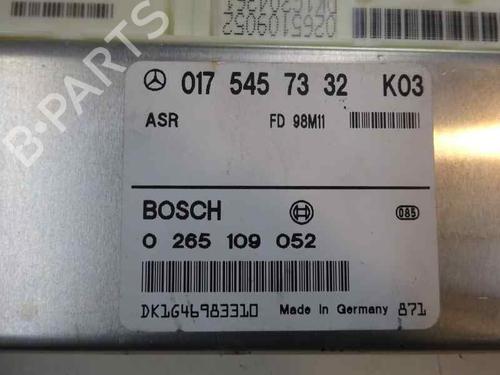 0265109052
B-PARTS
017 545 73 32 K03
ASR FD 98M11
BOSCH 085
0 265 109 052
DK1G46983310 Made in Germany 871